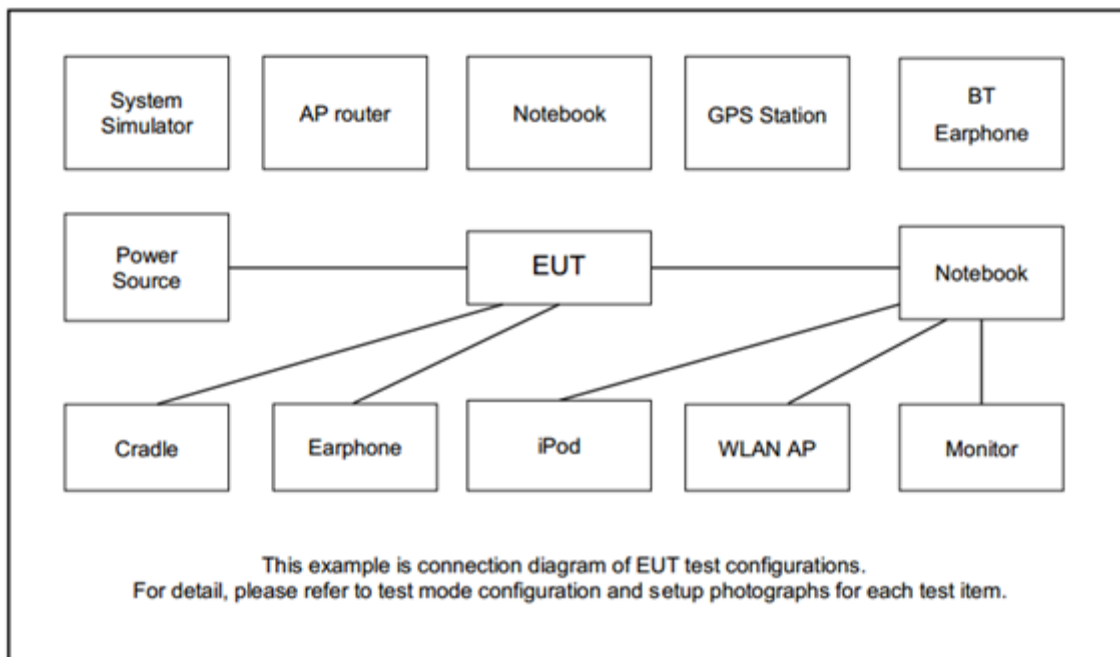 System
Simulator
AP router
Notebook
GPS Station
BT
Earphone
Power
Source
EUT
Notebook
Cradle
Earphone
iPod
WLAN AP
Monitor
This example is connection diagram of EUT test configurations.
For detail, please refer to test mode configuration and setup photographs for each test item.